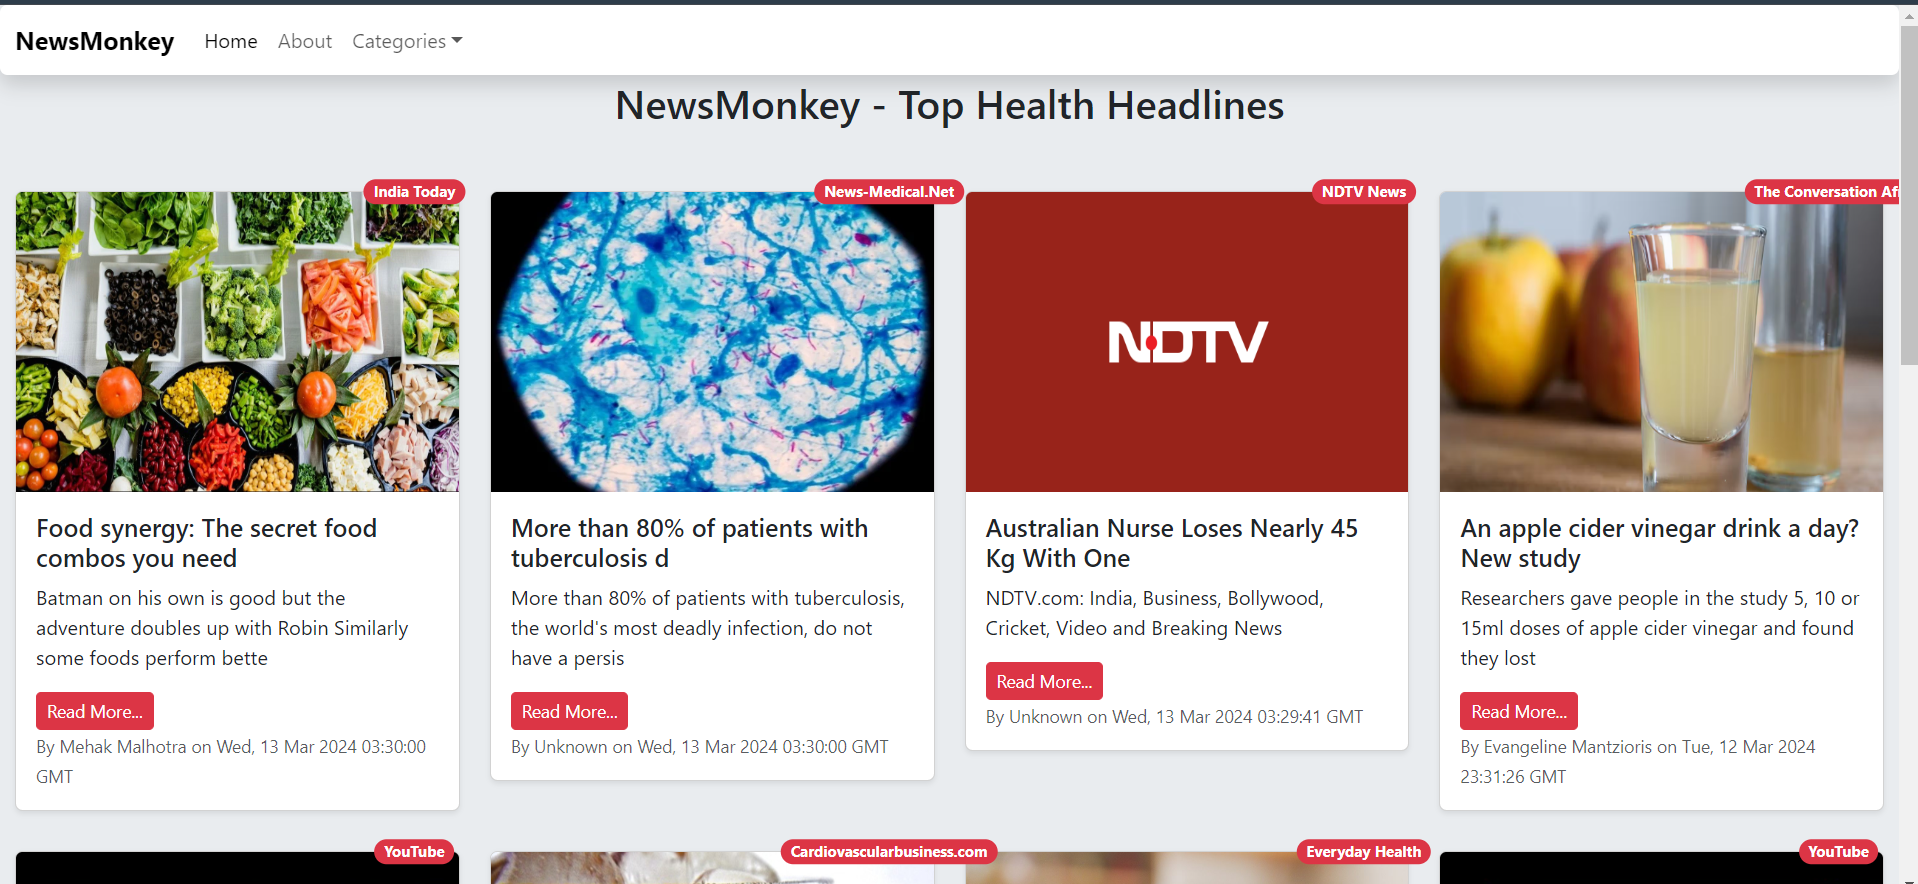 NewsMonkey Home About Categories
NewsMonkey - Top Health Headlines
India Today
Food synergy: The secret food
combos you need
Batman on his own is good but the
adventure doubles up with Robin Similarly
some foods perform bette
Read More...
By Mehak Malhotra on Wed, 13 Mar 2024 03:30:00
GMT
News-Medical.Net
More than 80% of patients with
tuberculosis d
More than 80% of patients with tuberculosis,
the world's most deadly infection, do not
have a persis
Read More...
By Unknown on Wed, 13 Mar 2024 03:30:00 GMT
NDTV News
NDTV
Australian Nurse Loses Nearly 45
Kg With One
NDTV.com: India, Business, Bollywood,
Cricket, Video and Breaking News
Read More...
By Unknown on Wed, 13 Mar 2024 03:29:41 GMT
The Conversation Afr
An apple cider vinegar drink a day?
New study
Researchers gave people in the study 5, 10 or
15ml doses of apple cider vinegar and found
they lost
Read More...
By Evangeline Mantzioris on Tue, 12 Mar 2024
23:31:26 GMT
YouTube
Cardiovascularbusiness.com
Everyday Health
YouTube